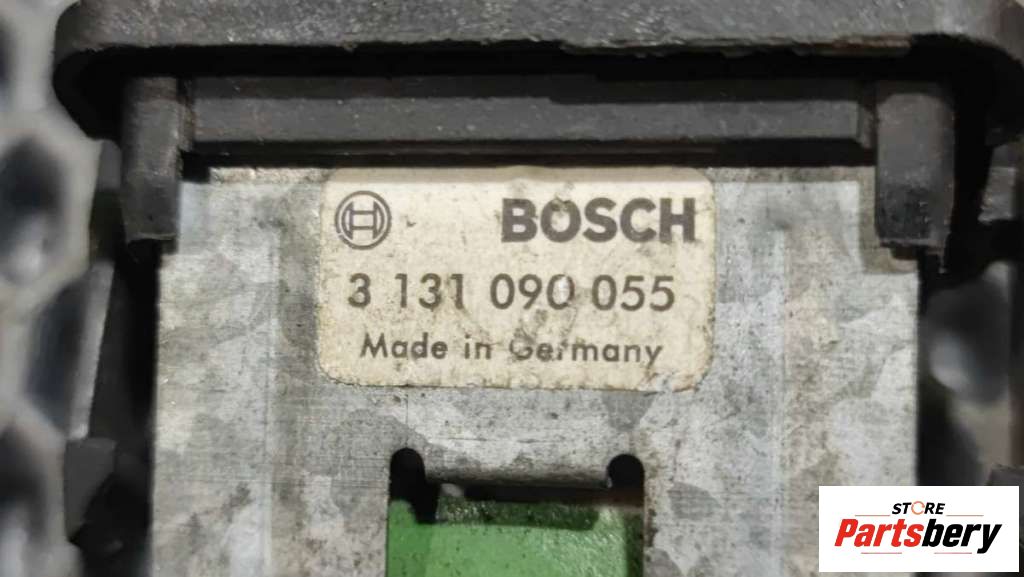 BOSCH
3 131 090 055
Made in Germany
STORE
Partsbery